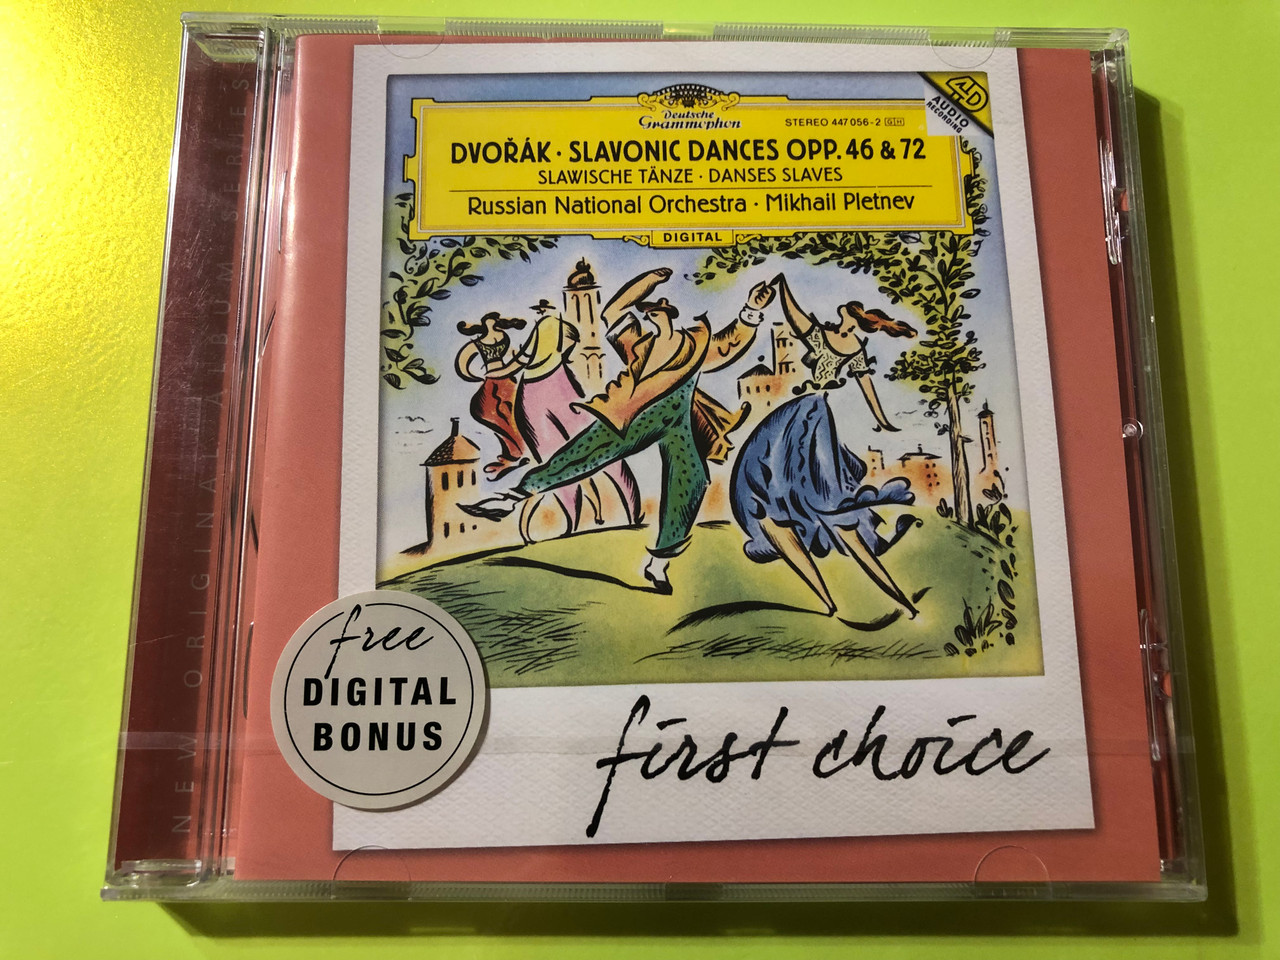 NEW ORIGINAL ALBUM SERIES
Deutsche
Grammophon
STEREO 447 056-2 GH
4D
AUDIO
RECORDING
DVOŘÁK · SLAVONIC DANCES OPP. 46 & 72
SLAWISCHE TÄNZE · DANSES SLAVES
Russian National Orchestra · Mikhail Pletnev
DIGITAL
free
DIGITAL
BONUS
first choice